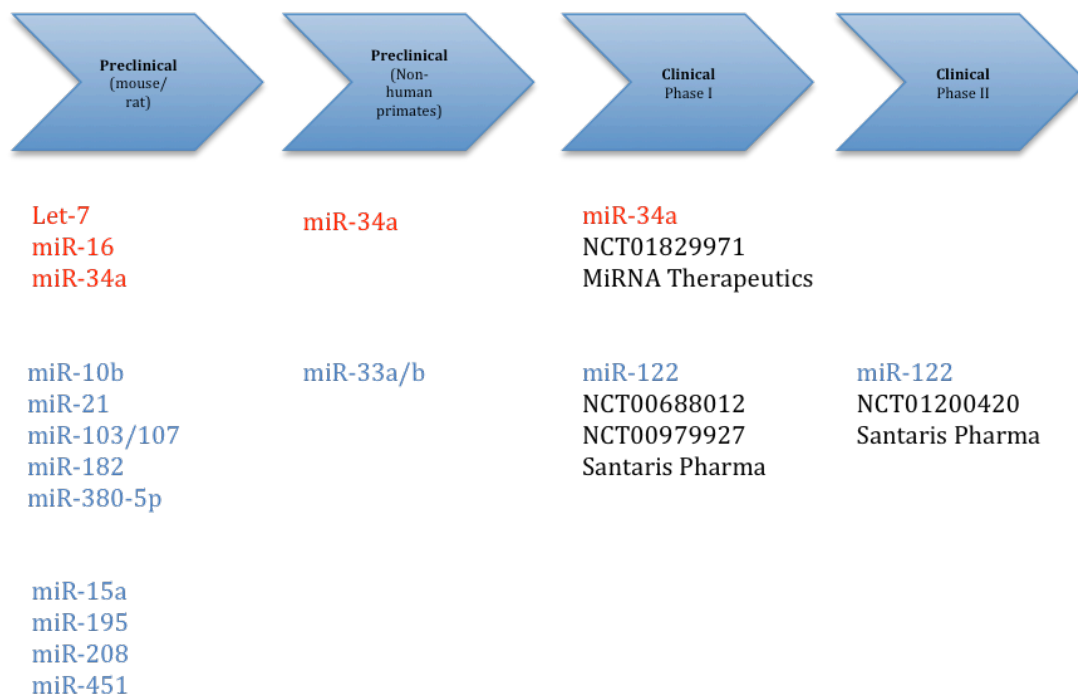 Preclinical
(mouse/
rat)
Preclinical
(Non-
human
primates)
Clinical
Phase I
Clinical
Phase II
Let-7
miR-16
miR-34a
miR-34a
miR-34a
NCT01829971
MiRNA Therapeutics
miR-10b
miR-21
miR-103/107
miR-182
miR-380-5p
miR-33a/b
miR-122
NCT00688012
NCT00979927
Santaris Pharma
miR-122
NCT01200420
Santaris Pharma
miR-15a
miR-195
miR-208
miR-451